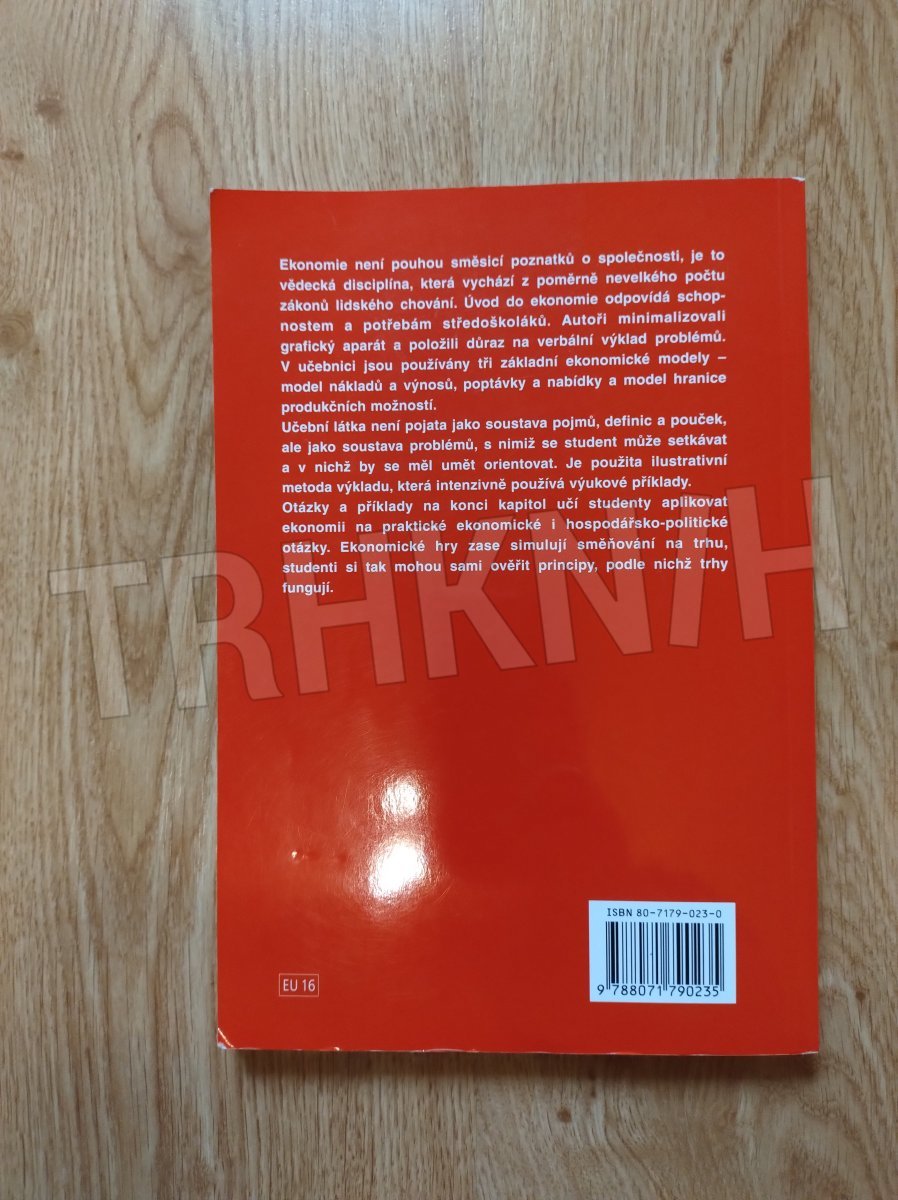 Ekonomie není pouhou směsicí poznatků o společnosti, je to
vědecká disciplína, která vychází z poměrně nevelkého počtu
zákonů lidského chování. Úvod do ekonomie odpovídá schop-
nostem a potřebám středoškoláků. Autoři minimalizovali
grafický aparát a položili důraz na verbální výklad problémů.
V učebnici jsou používány tři základní ekonomické modely –
model nákladů a výnosů, poptávky a nabídky a model hranice
produkčních možností.
Učební látka není pojata jako soustava pojmů, definic a pouček,
ale jako soustava problémů, s nimiž se student může setkávat
a v nichž by se měl umět orientovat. Je použita ilustrativní
metoda výkladu, která intenzivně používá výukové příklady.
Otázky a příklady na konci kapitol učí studenty aplikovat
ekonomii na praktické ekonomické i hospodářsko-politické
otázky. Ekonomické hry zase simulují směňování na trhu,
studenti si tak mohou sami ověřit principy, podle nichž trhy
fungují.
TRHKNIH
ISBN 80-7179-023-0
9 788071 790235
EU 16